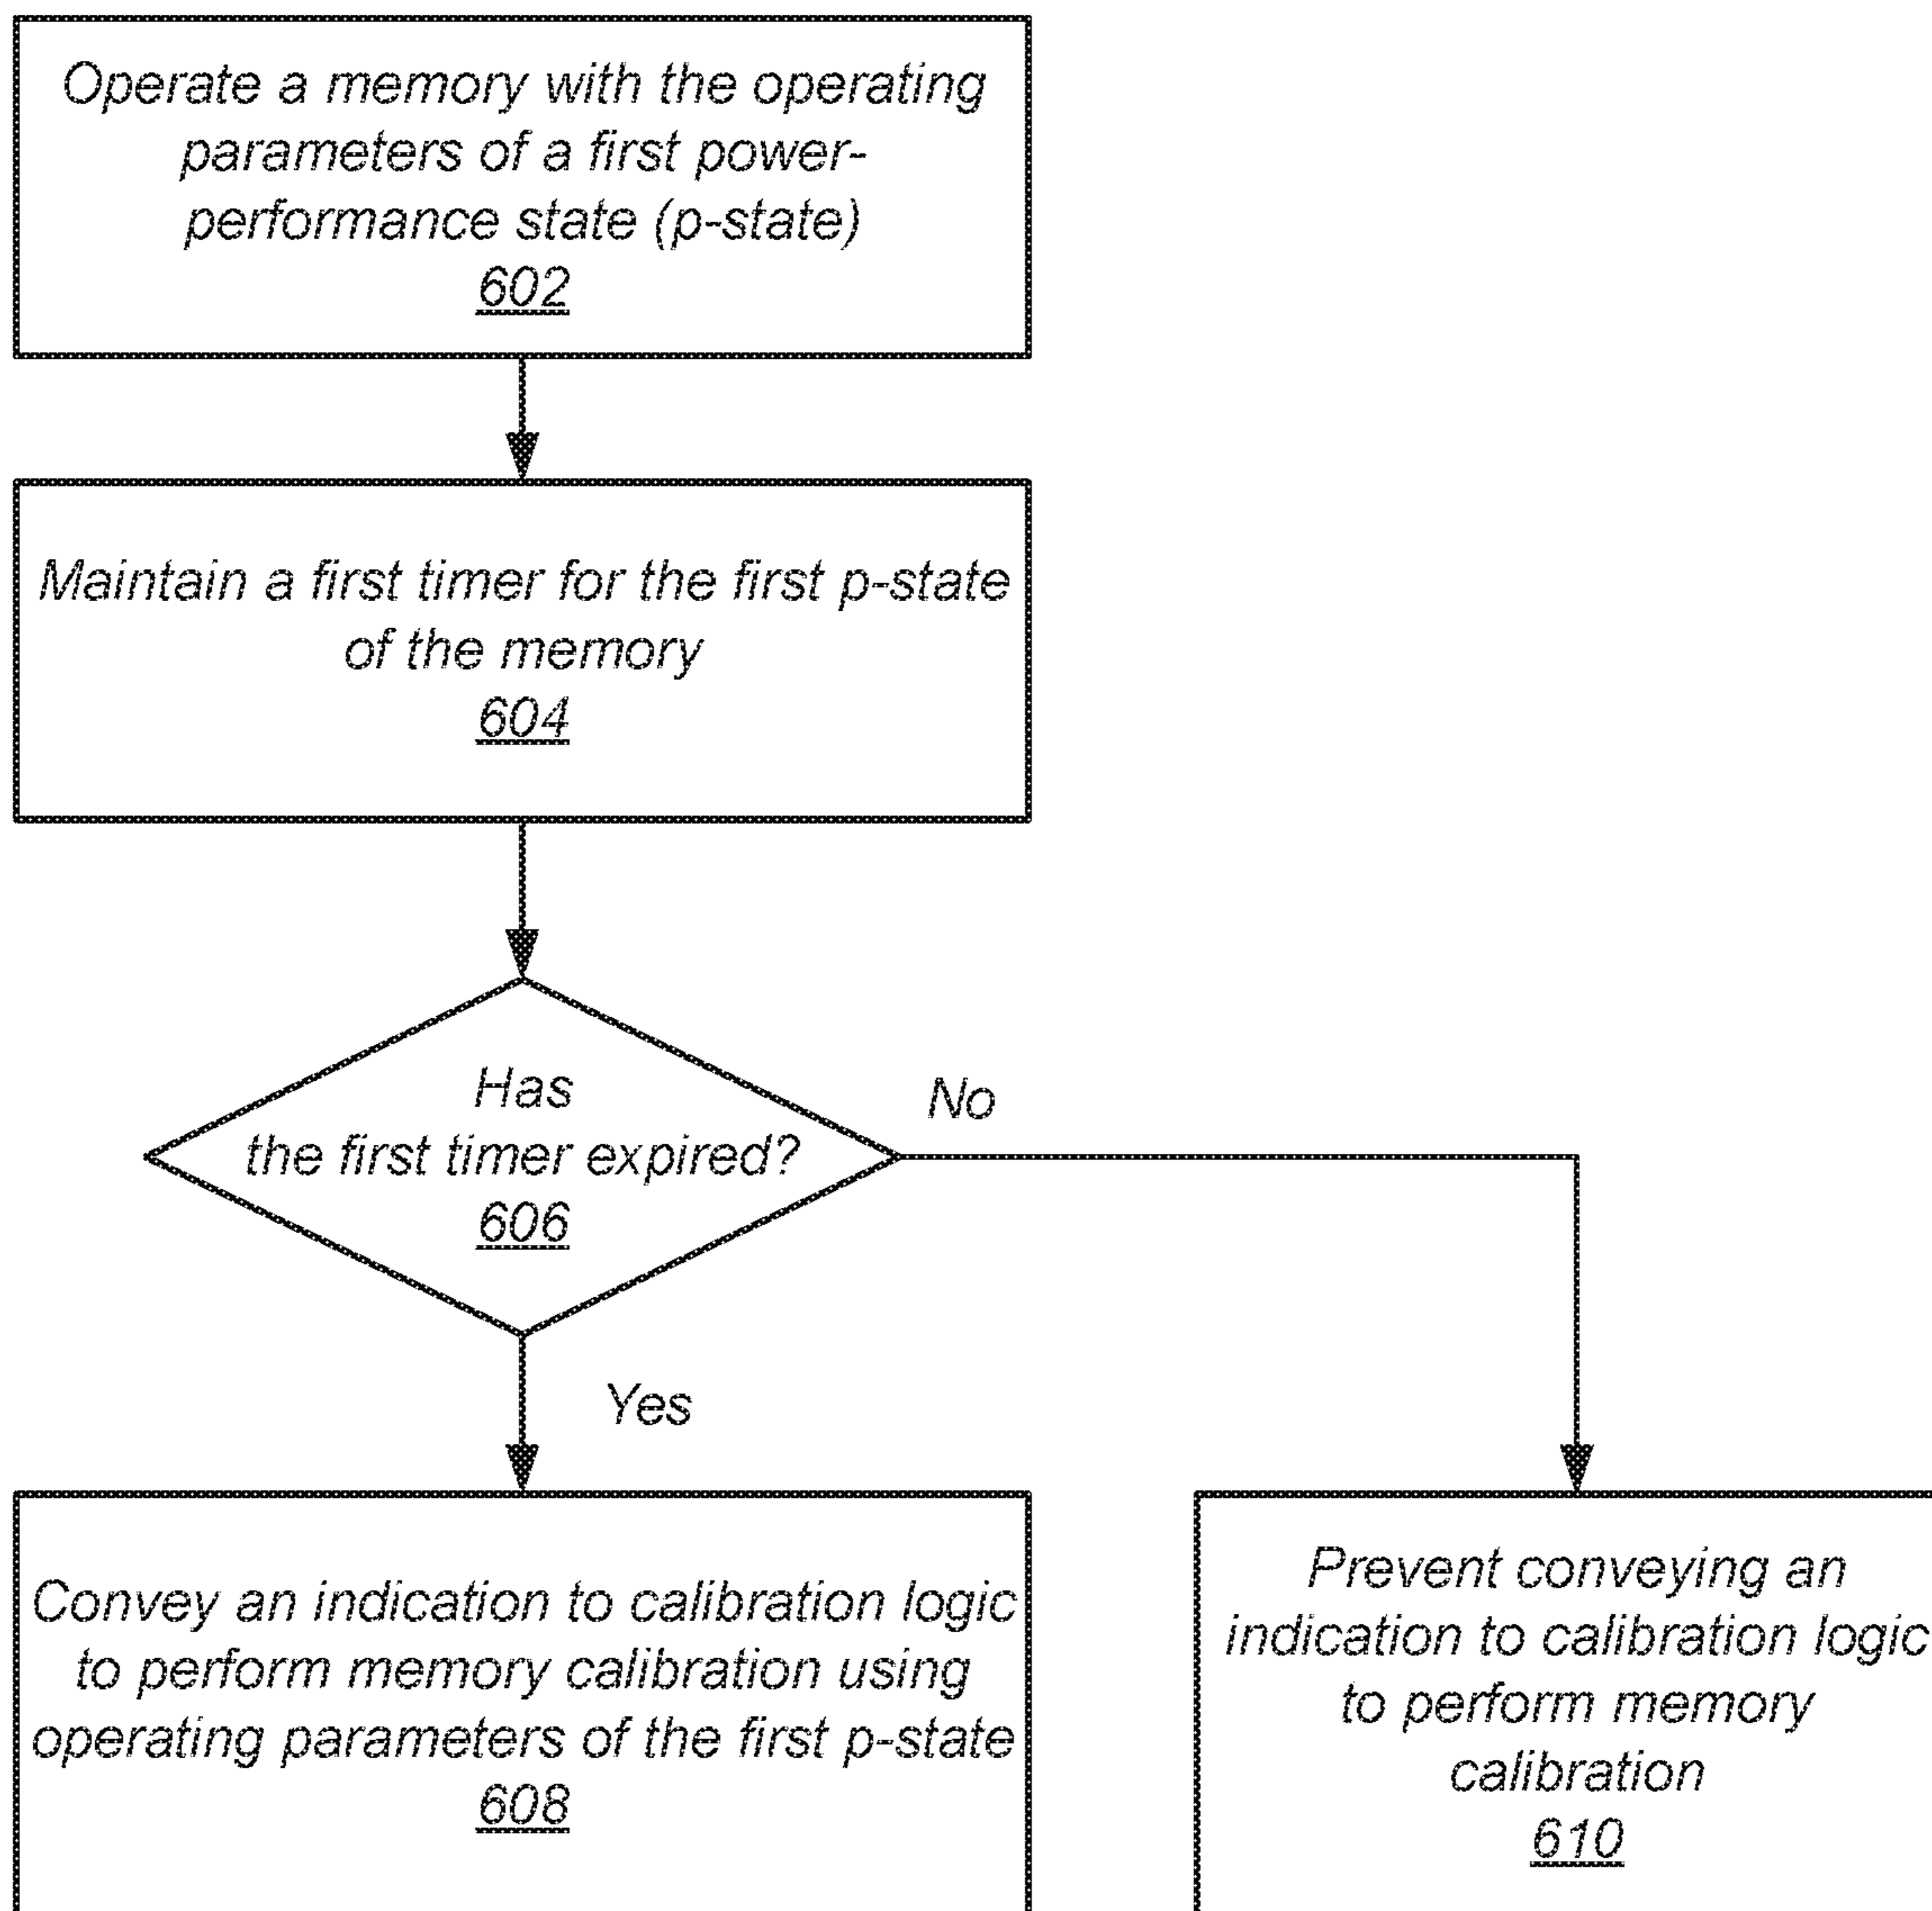 Operate a memory with the operating
parameters of a first power-
performance state (p-state)
602
Maintain a first timer for the first p-state
of the memory
604
Has
the first timer expired?
606
No
Yes
Convey an indication to calibration logic
to perform memory calibration using
operating parameters of the first p-state
608
Prevent conveying an
indication to calibration logic
to perform memory
calibration
610